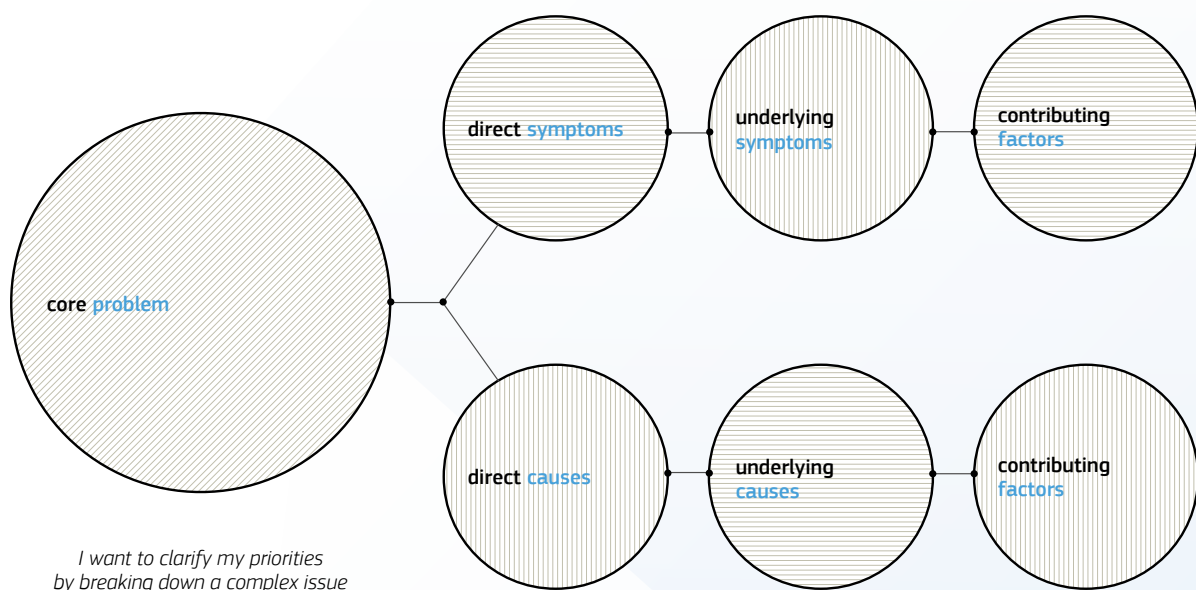 core problem
direct symptoms
underlying
symptoms
contributing
factors
direct causes
underlying
causes
contributing
factors
I want to clarify my priorities
by breaking down a complex issue